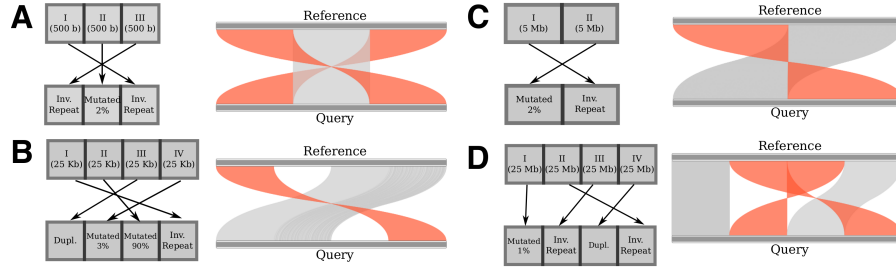 A
I II III
(500 b) (500 b) (500 b)
Inv. Repeat Mutated 2% Inv. Repeat
Reference
Query
B
I II III IV
(25 Kb) (25 Kb) (25 Kb) (25 Kb)
Dupl. Mutated 3% Mutated 90% Inv. Repeat
Reference
Query
C
I II
(5 Mb) (5 Mb)
Mutated 2% Inv. Repeat
Reference
Query
D
I II III IV
(25 Mb) (25 Mb) (25 Mb) (25 Mb)
Mutated 1% Inv. Repeat Dupl. Inv. Repeat
Reference
Query